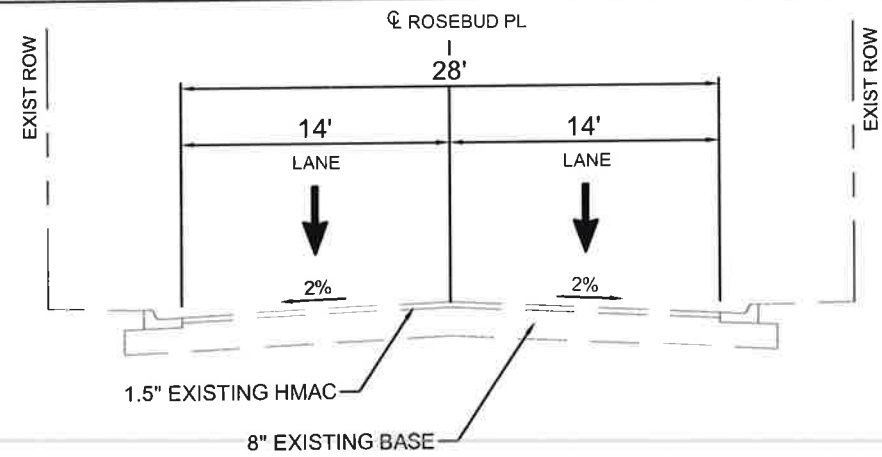 ℄ ROSEBUD PL
EXIST ROW
EXIST ROW
28'
14'
14'
LANE
LANE
2%
2%
1.5" EXISTING HMAC
8" EXISTING BASE